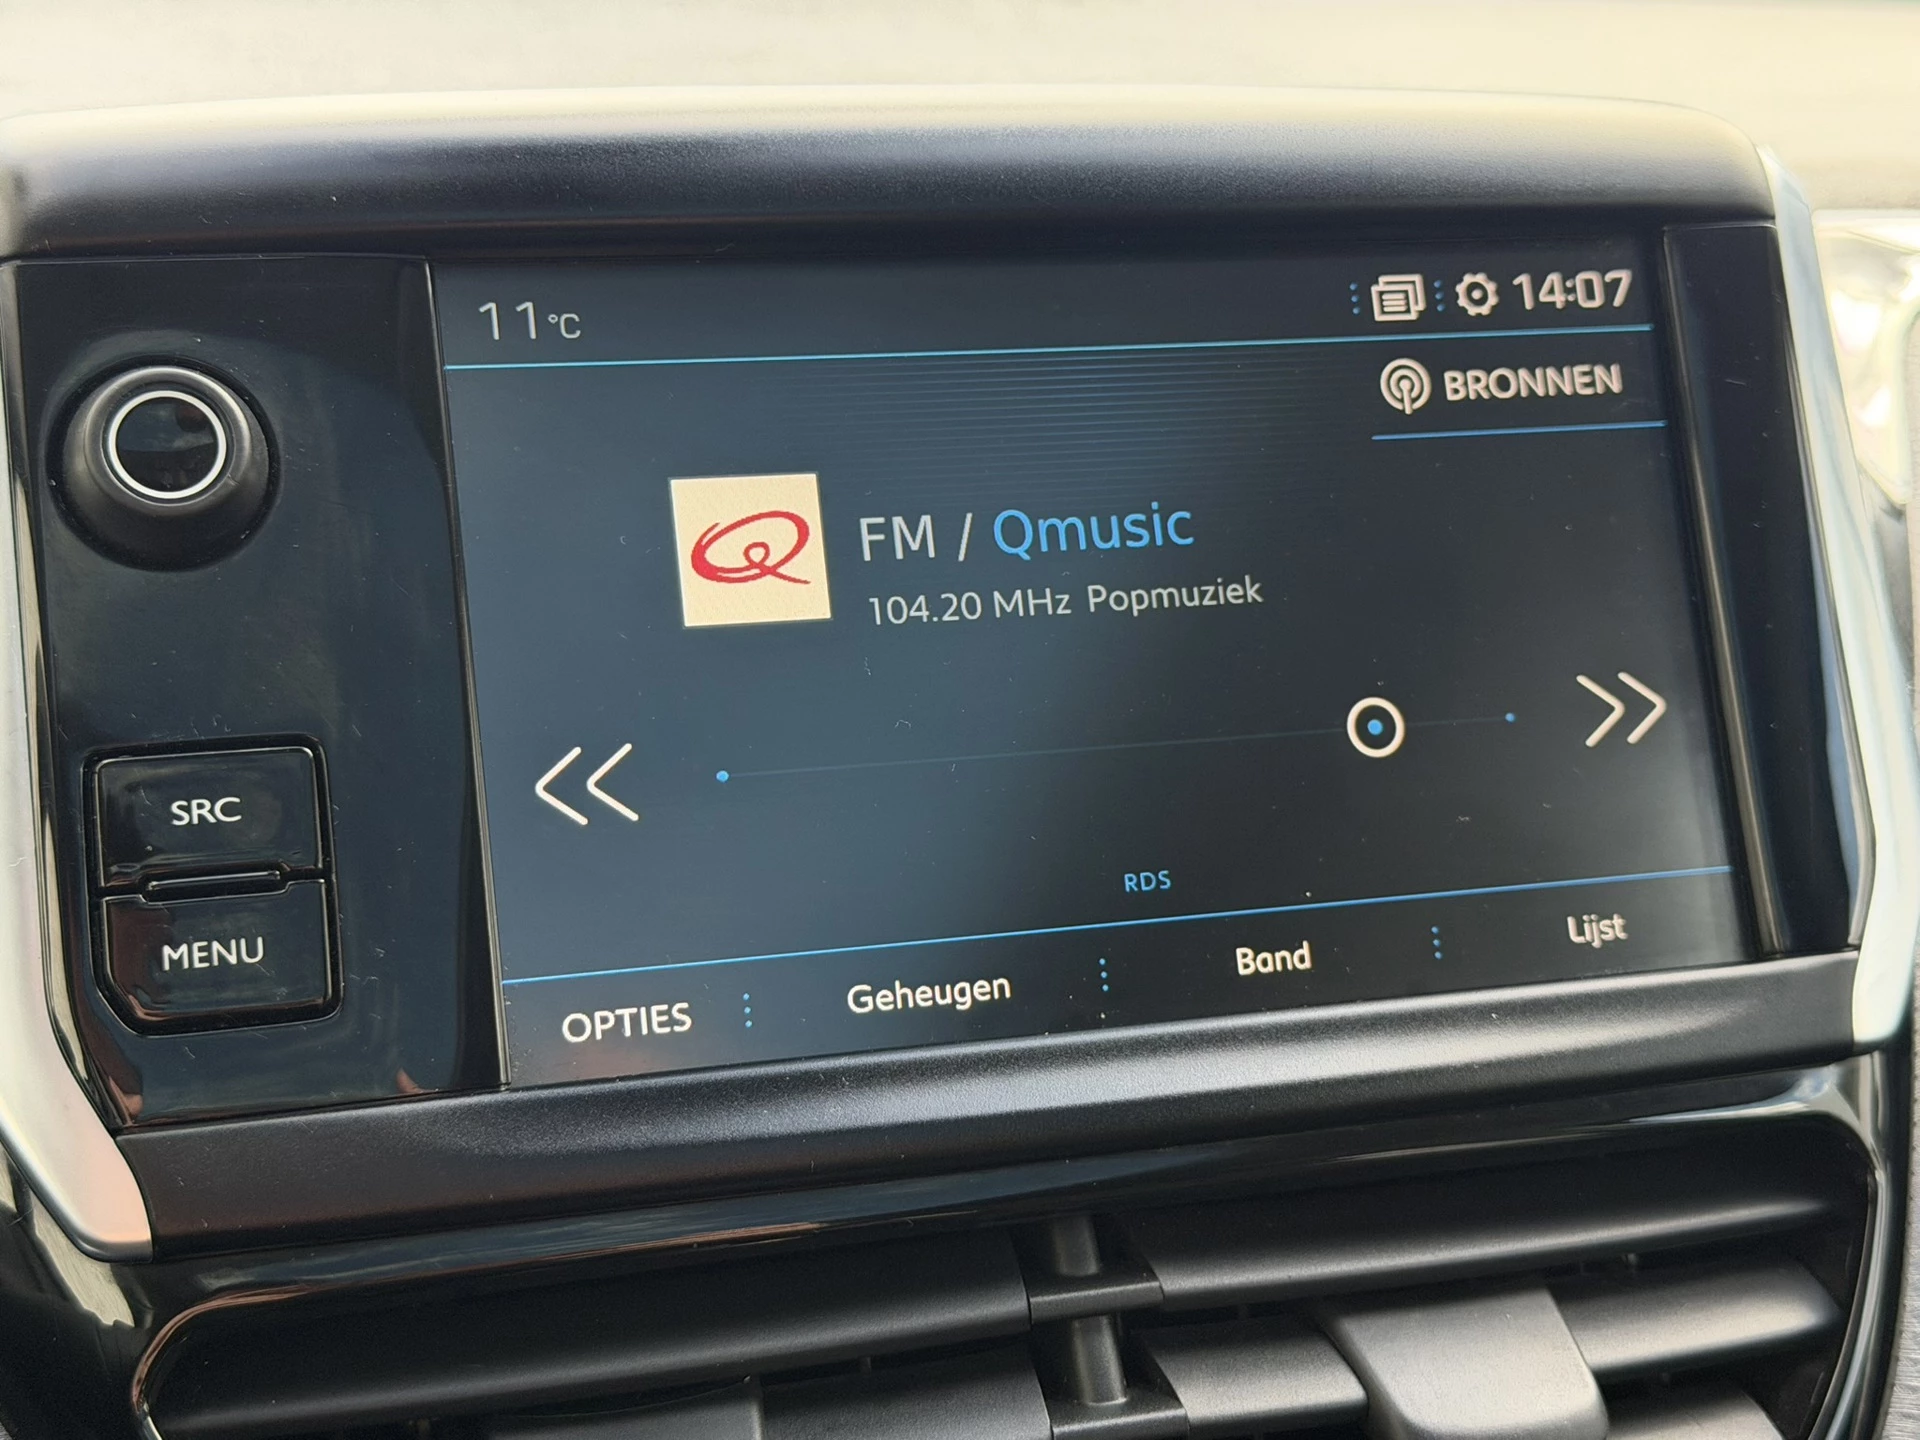 11°C
14:07
BRONNEN
Q
FM / Qmusic
104.20 MHz Popmuziek
SRC
RDS
MENU
OPTIES
Geheugen
Band
Lijst